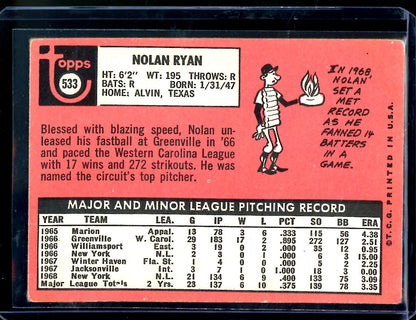 topps
533
NOLAN RYAN
HT: 6'2" WT: 195 THROWS: R
BATS: R BORN: 1/31/47
HOME: ALVIN, TEXAS
IN 1968,
NOLAN
SET A
MET
RECORD
AS HE
FANNED 14
BATTERS
IN A
GAME.
Blessed with blazing speed, Nolan un-
leased his fastball at Greenville in '66
and paced the Western Carolina League
with 17 wins and 272 strikouts. He
was named the circuit's top pitcher.
© T.C.G. PRINTED IN U.S.A.
MAJOR AND MINOR LEAGUE PITCHING RECORD
YEAR TEAM LEA. G IP W L PCT SO BB ERA
1965 Marion Appal. 13 78 3 6 .333 115 56 4.38
1966 Greenville W. Carol. 29 183 17 2 .895 272 127 2.51
1966 Williamsport East. 3 19 0 2 .000 35 12 0.95
1966 New York N.L. 2 3 0 1 .000 6 3 15.00
1967 Winter Haven Fla. St. 1 4 0 0 .000 5 2 2.25
1967 Jacksonville Int. 3 7 1 0 1.000 18 3 0.00
1968 New York N.L. 21 134 6 9 .400 133 75 3.09
Major League Tot-ls 2 Yrs. 23 137 6 10 .375 139 78 3.35